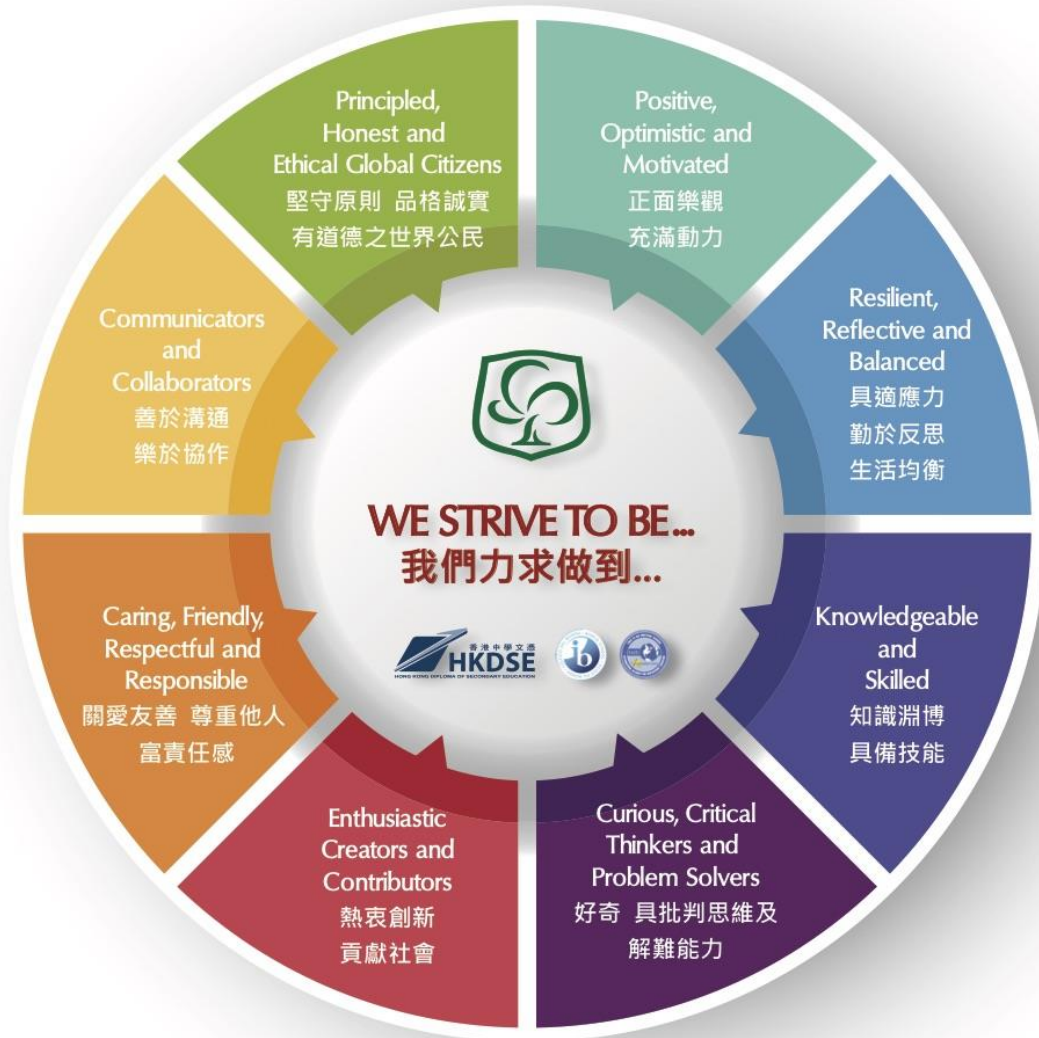 WE STRIVE TO BE...
我們力求做到...
香港中學文憑
HKDSE
HONG KONG DIPLOMA OF SECONDARY EDUCATION
ib
Positive,
Optimistic and
Motivated
正面樂觀
充滿動力
Resilient,
Reflective and
Balanced
具適應力
勤於反思
生活均衡
Knowledgeable
and
Skilled
知識淵博
具備技能
Curious, Critical
Thinkers and
Problem Solvers
好奇 具批判思維及
解難能力
Enthusiastic
Creators and
Contributors
熱衷創新
貢獻社會
Caring, Friendly,
Respectful and
Responsible
關愛友善 尊重他人
富責任感
Communicators
and
Collaborators
善於溝通
樂於協作
Principled,
Honest and
Ethical Global Citizens
堅守原則 品格誠實
有道德之世界公民